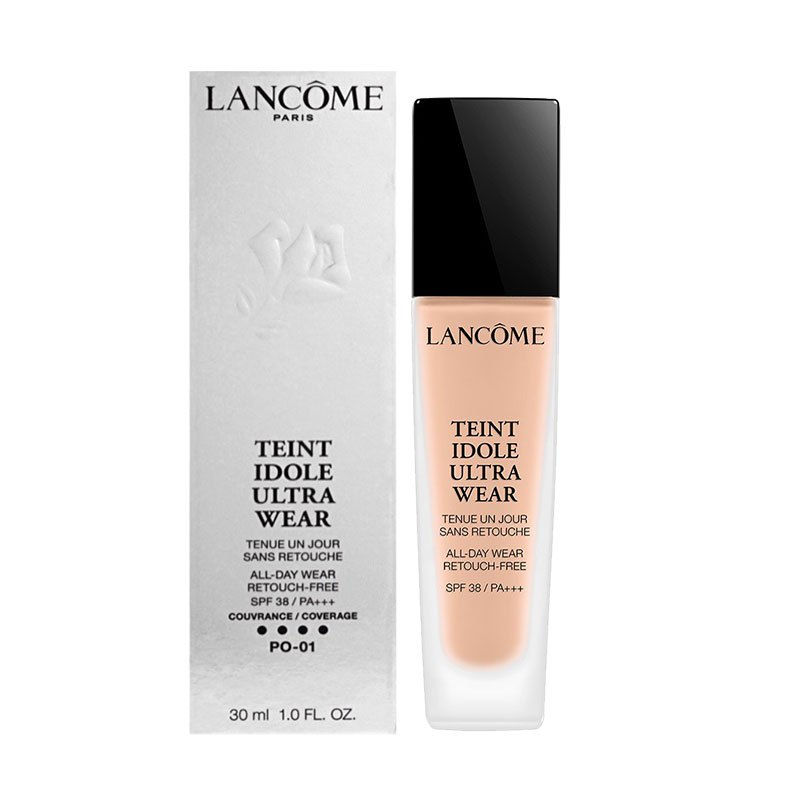 LANCÔME
PARIS
TEINT
IDOLE
ULTRA
WEAR
TENUE UN JOUR
SANS RETOUCHE
ALL-DAY WEAR
RETOUCH-FREE
SPF 38 / PA+++
COUVRANCE / COVERAGE
PO-01
30 ml 1.0 FL. OZ.
LANCÔME
TEINT
IDOLE
ULTRA
WEAR
TENUE UN JOUR
SANS RETOUCHE
ALL-DAY WEAR
RETOUCH-FREE
SPF 38 / PA+++